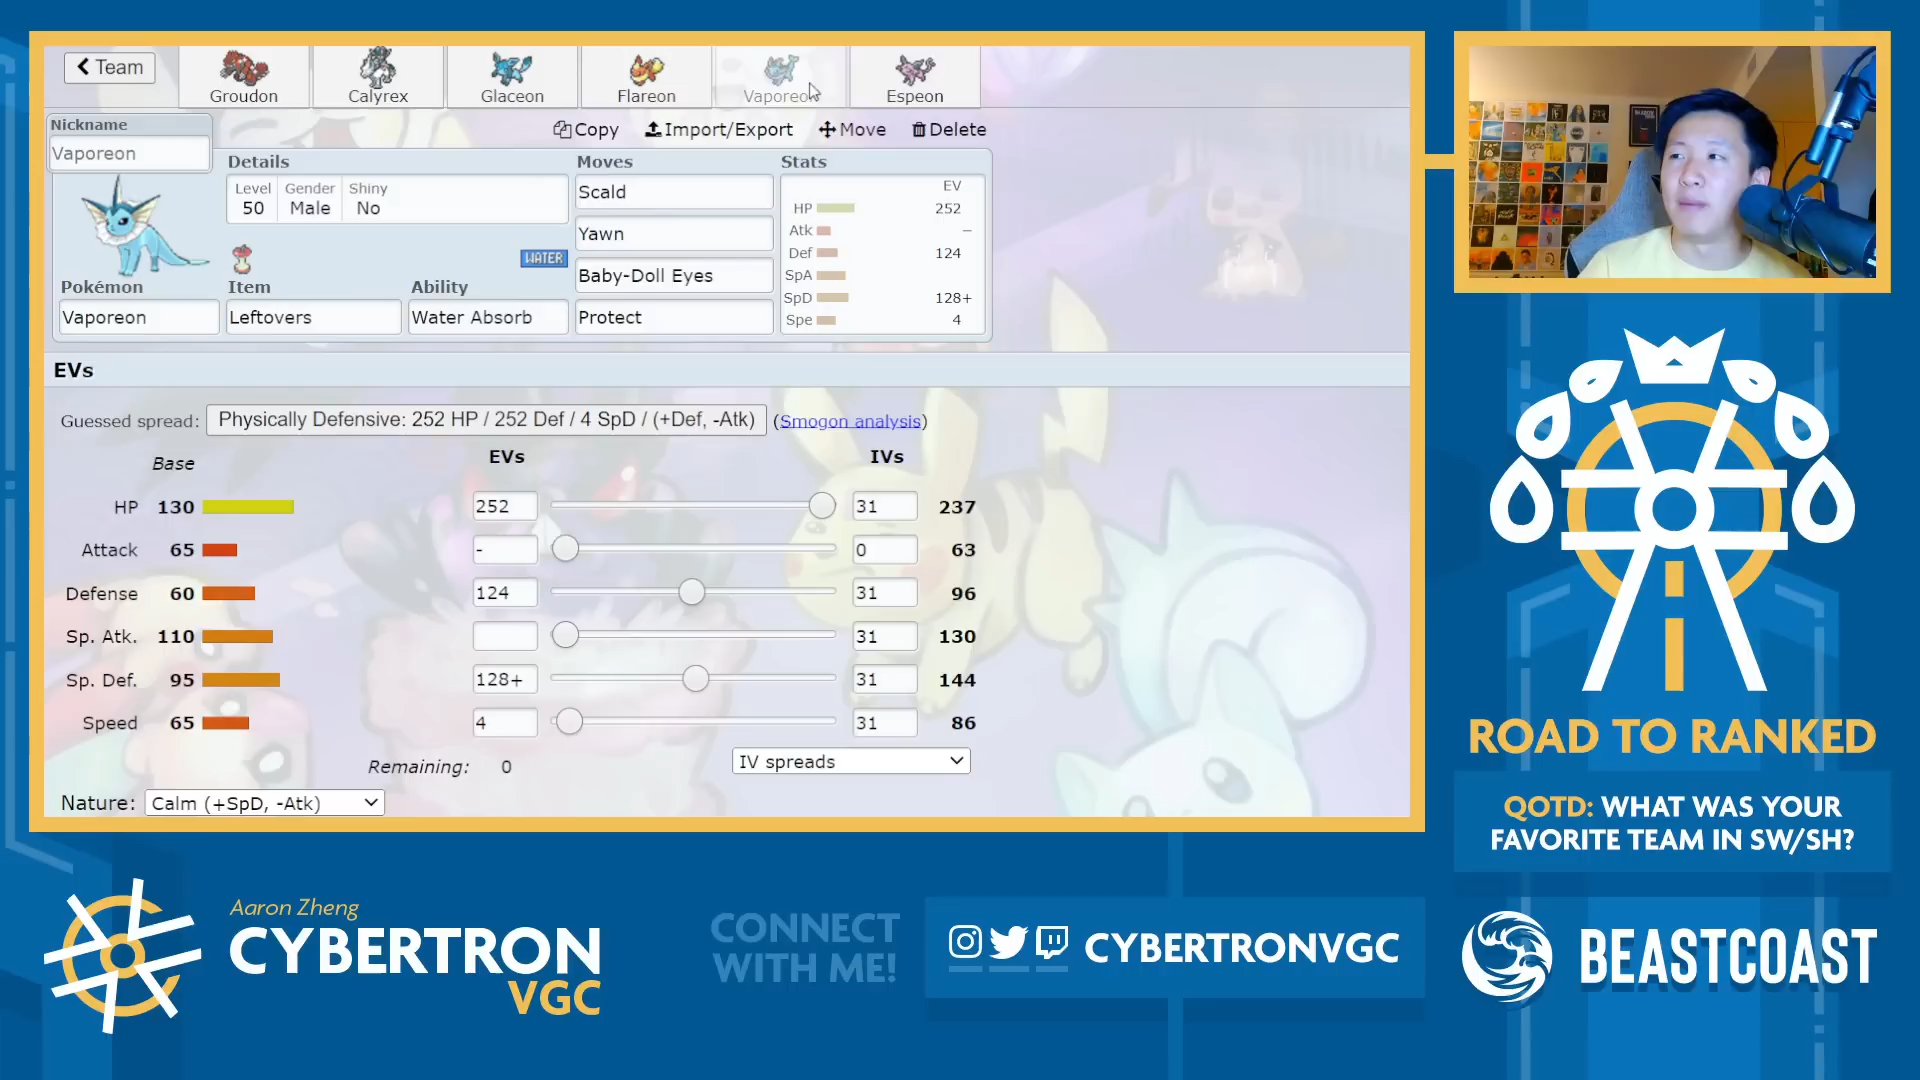 Team
Groudon
Calyrex
Glaceon
Flareon
Vaporeon
Espeon
Nickname
Vaporeon
Copy
Import/Export
Move
Delete
Details
Level
50
Gender
Male
Shiny
No
WATER
Pokémon
Vaporeon
Item
Leftovers
Ability
Water Absorb
Moves
Scald
Yawn
Baby-Doll Eyes
Protect
Stats
EV
HP 252
Atk –
Def 124
SpA
SpD 128+
Spe 4
EVs
Guessed spread: Physically Defensive: 252 HP / 252 Def / 4 SpD / (+Def, -Atk) (Smogon analysis)
Base EVs IVs
HP 130 252 31 237
Attack 65 - 0 63
Defense 60 124 31 96
Sp. Atk. 110 31 130
Sp. Def. 95 128+ 31 144
Speed 65 4 31 86
Remaining: 0
IV spreads
Nature: Calm (+SpD, -Atk)
ROAD TO RANKED
QOTD: WHAT WAS YOUR
FAVORITE TEAM IN SW/SH?
Aaron Zheng
CYBERTRON
VGC
CONNECT
WITH ME!
CYBERTRONVGC
BEASTCOAST